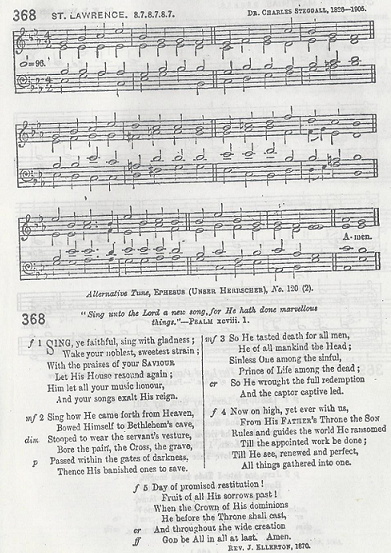 368 ST. LAWRENCE. 8.7.8.7.8.7. DR. CHARLES STEGGALL, 1826-1905.
=96.
A-men.
Alternative Tune, EPHESUS (UNSER HERRSCHER), No. 120 (2).
368
"Sing unto the Lord a new song, for He hath done marvellous
things."—PSALM xcviii. 1.
f 1 SING, ye faithful, sing with gladness;
Wake your noblest, sweetest strain;
With the praises of your SAVIOUR
Let His House resound again;
Him let all your music honour,
And your songs exalt His reign.
mf 2 Sing how He came forth from Heaven,
Bowed Himself to Bethlehem's cave,
dim Stooped to wear the servant's vesture,
Bore the pain, the Cross, the grave,
p Passed within the gates of darkness,
Thence His banished ones to save.
mf 3 So He tasted death for all men,
He of all mankind the Head;
Sinless One among the sinful,
Prince of Life among the dead;
cr So He wrought the full redemption
And the captor captive led.
f 4 Now on high, yet ever with us,
From His FATHER'S Throne the SON
Rules and guides the world He ransomed
Till the appointed work be done;
Till He see, renewed and perfect,
All things gathered into one.
f 5 Day of promised restitution!
Fruit of all His sorrows past!
When the Crown of His dominions
He before the Throne shall cast,
cr And throughout the wide creation
ff GOD be All in all at last. Amen.
REV. J. ELLERTON, 1870.